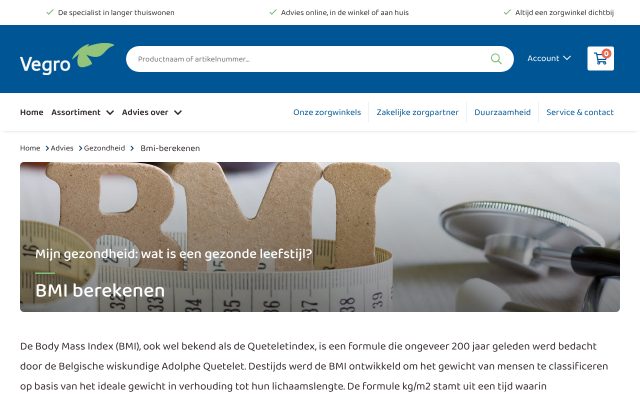 De specialist in langer thuiswonen
Advies online, in de winkel of aan huis
Altijd een zorgwinkel dichtbij
Vegro
Productnaam of artikelnummer...
Account
0
Home
Assortiment
Advies over
Onze zorgwinkels
Zakelijke zorgpartner
Duurzaamheid
Service & contact
Home
Advies
Gezondheid
Bmi-berekenen
BMI
Mijn gezondheid: wat is een gezonde leefstijl?
BMI berekenen
De Body Mass Index (BMI), ook wel bekend als de Queteletindex, is een formule die ongeveer 200 jaar geleden werd bedacht
door de Belgische wiskundige Adolphe Quetelet. Destijds werd de BMI ontwikkeld om het gewicht van mensen te classificeren
op basis van het ideale gewicht in verhouding tot hun lichaamslengte. De formule kg/m2 stamt uit een tijd waarin